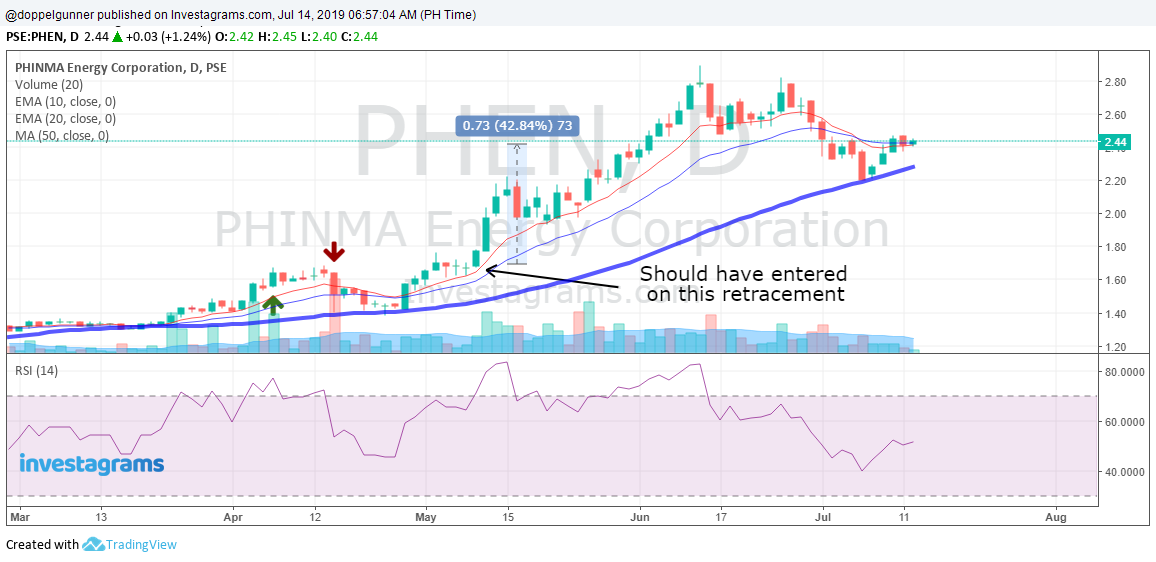 @doppelgunner published on Investagrams.com, Jul 14, 2019 06:57:04 AM (PH Time)
PSE:PHEN, D 2.44 ▲ +0.03 (+1.24%) O:2.42 H:2.45 L:2.40 C:2.44
PHINMA Energy Corporation, D, PSE
Volume (20)
EMA (10, close, 0)
EMA (20, close, 0)
MA (50, close, 0)
PHEN, D
PHINMA Energy Corporation
Investagrams.com
0.73 (42.84%) 73
Should have entered
on this retracement
2.80
2.60
2.44
2.40
2.20
2.00
1.80
1.60
1.40
1.20
RSI (14)
80.0000
60.0000
40.0000
investagrams
Mar 13 Apr 12 May 15 Jun 17 Jul 11 Aug
Created with TradingView